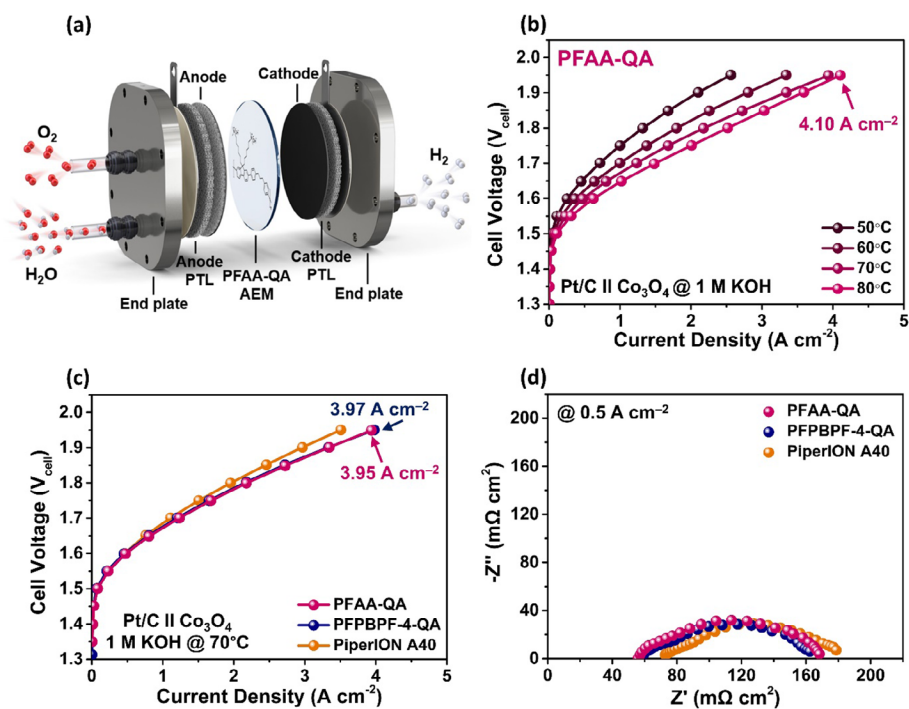 (a)
Anode
Cathode
O2
H2
H2O
Anode
PTL
PFAA-QA
AEM
Cathode
PTL
End plate
End plate
(b)
PFAA-QA
4.10 A cm⁻²
50°C
60°C
70°C
80°C
Pt/C II Co3O4 @ 1 M KOH
Cell Voltage (Vcell)
2.1
2.0
1.9
1.8
1.7
1.6
1.5
1.4
1.3
0 1 2 3 4 5
Current Density (A cm⁻²)
(c)
3.97 A cm⁻²
3.95 A cm⁻²
Pt/C II Co3O4
1 M KOH @ 70°C
PFAA-QA
PFPBPF-4-QA
PiperION A40
Cell Voltage (Vcell)
2.1
2.0
1.9
1.8
1.7
1.6
1.5
1.4
1.3
0 1 2 3 4 5
Current Density (A cm⁻²)
(d)
@ 0.5 A cm⁻²
PFAA-QA
PFPBPF-4-QA
PiperION A40
-Z'' (mΩ cm²)
200
160
120
80
40
0
0 40 80 120 160 200
Z' (mΩ cm²)